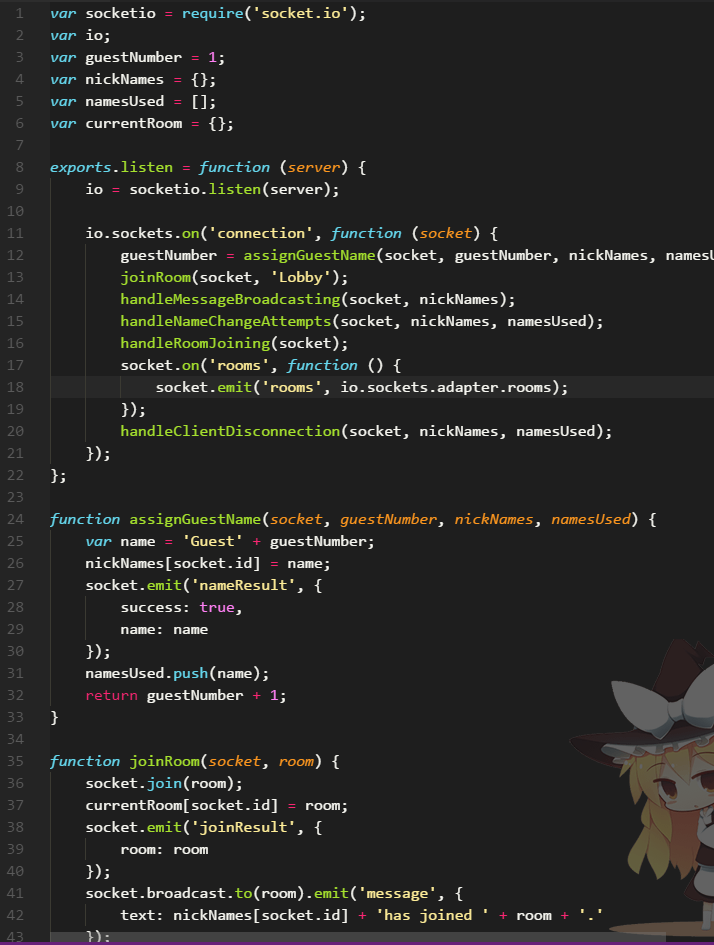 1 var socketio = require('socket.io');
2 var io;
3 var guestNumber = 1;
4 var nickNames = {};
5 var namesUsed = [];
6 var currentRoom = {};
7
8 exports.listen = function (server) {
9     io = socketio.listen(server);
10
11     io.sockets.on('connection', function (socket) {
12         guestNumber = assignGuestName(socket, guestNumber, nickNames, names
13         joinRoom(socket, 'Lobby');
14         handleMessageBroadcasting(socket, nickNames);
15         handleNameChangeAttempts(socket, nickNames, namesUsed);
16         handleRoomJoining(socket);
17         socket.on('rooms', function () {
18             socket.emit('rooms', io.sockets.adapter.rooms);
19         });
20         handleClientDisconnection(socket, nickNames, namesUsed);
21     });
22 };
23
24 function assignGuestName(socket, guestNumber, nickNames, namesUsed) {
25     var name = 'Guest' + guestNumber;
26     nickNames[socket.id] = name;
27     socket.emit('nameResult', {
28         success: true,
29         name: name
30     });
31     namesUsed.push(name);
32     return guestNumber + 1;
33 }
34
35 function joinRoom(socket, room) {
36     socket.join(room);
37     currentRoom[socket.id] = room;
38     socket.emit('joinResult', {
39         room: room
40     });
41     socket.broadcast.to(room).emit('message', {
42         text: nickNames[socket.id] + 'has joined ' + room + '.'
43     });